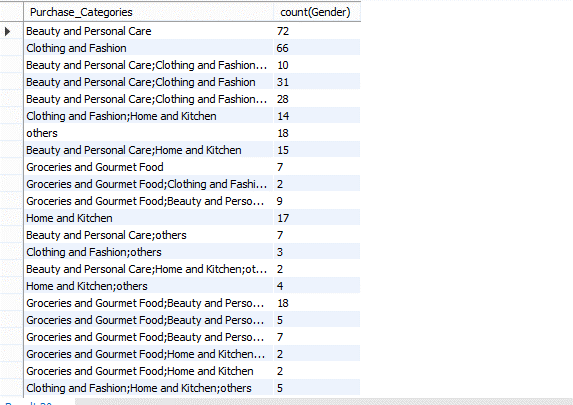 Purchase_Categories count(Gender)
Beauty and Personal Care 72
Clothing and Fashion 66
Beauty and Personal Care;Clothing and Fashion... 10
Beauty and Personal Care;Clothing and Fashion 31
Beauty and Personal Care;Clothing and Fashion... 28
Clothing and Fashion;Home and Kitchen 14
others 18
Beauty and Personal Care;Home and Kitchen 15
Groceries and Gourmet Food 7
Groceries and Gourmet Food;Clothing and Fashi... 2
Groceries and Gourmet Food;Beauty and Perso... 9
Home and Kitchen 17
Beauty and Personal Care;others 7
Clothing and Fashion;others 3
Beauty and Personal Care;Home and Kitchen;ot... 2
Home and Kitchen;others 4
Groceries and Gourmet Food;Beauty and Perso... 18
Groceries and Gourmet Food;Beauty and Perso... 5
Groceries and Gourmet Food;Beauty and Perso... 7
Groceries and Gourmet Food;Home and Kitchen... 2
Groceries and Gourmet Food;Home and Kitchen 2
Clothing and Fashion;Home and Kitchen;others 5